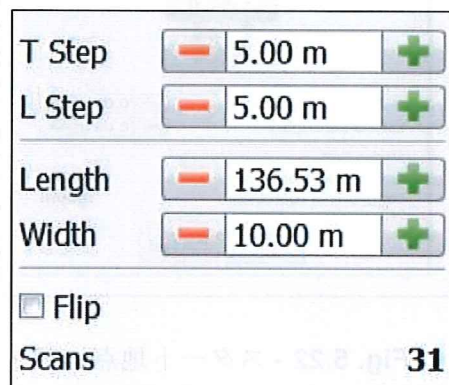 T Step 5.00 m
L Step 5.00 m
Length 136.53 m
Width 10.00 m
Flip
Scans 31